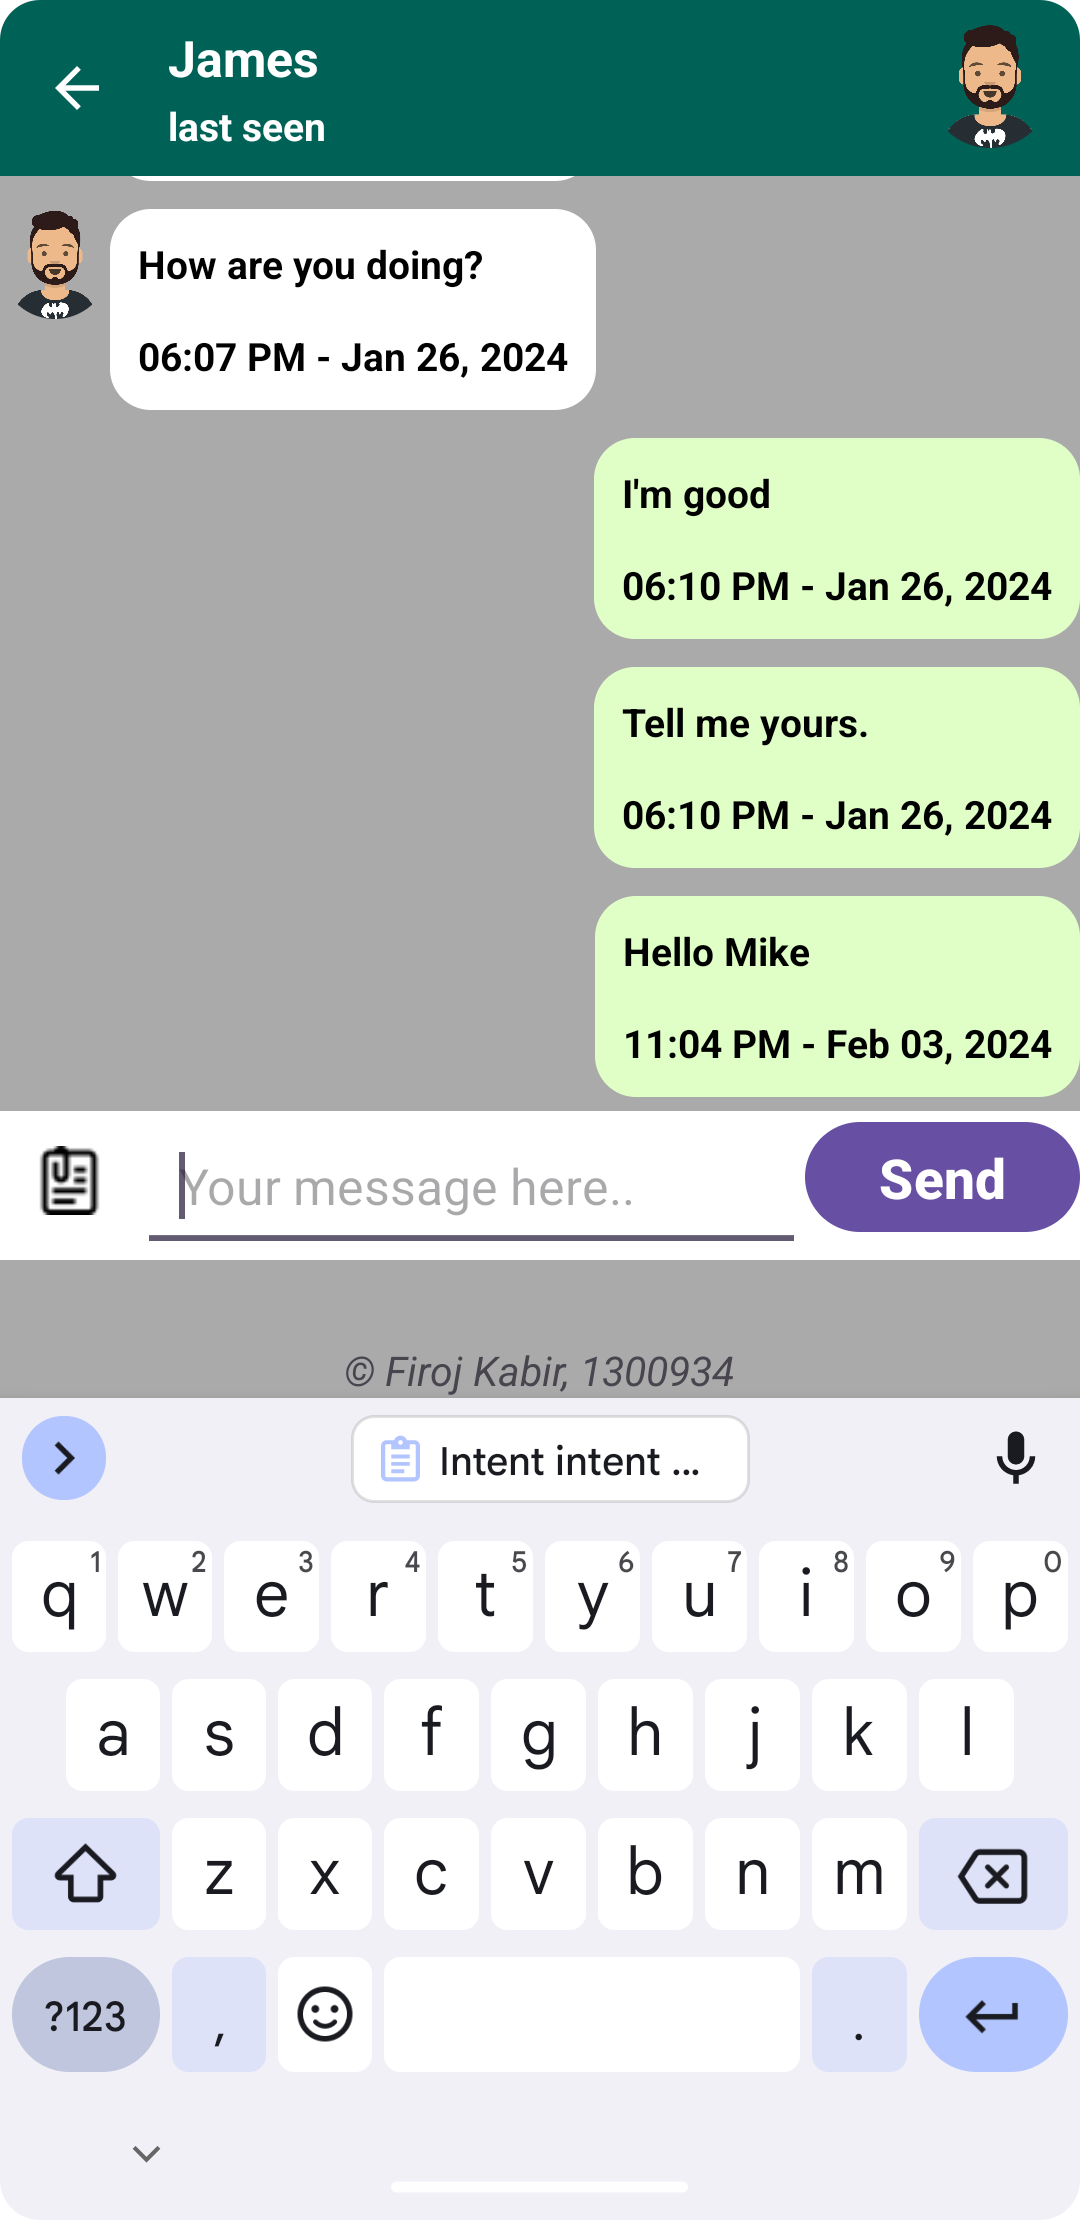 James
last seen
How are you doing?
06:07 PM - Jan 26, 2024
I'm good
06:10 PM - Jan 26, 2024
Tell me yours.
06:10 PM - Jan 26, 2024
Hello Mike
11:04 PM - Feb 03, 2024
Your message here..
Send
© Firoj Kabir, 1300934
Intent intent ...
q 1 w 2 e 3 r 4 t 5 y 6 u 7 i 8 o 9 p 0
a s d f g h j k l
z x c v b n m
?123 , .